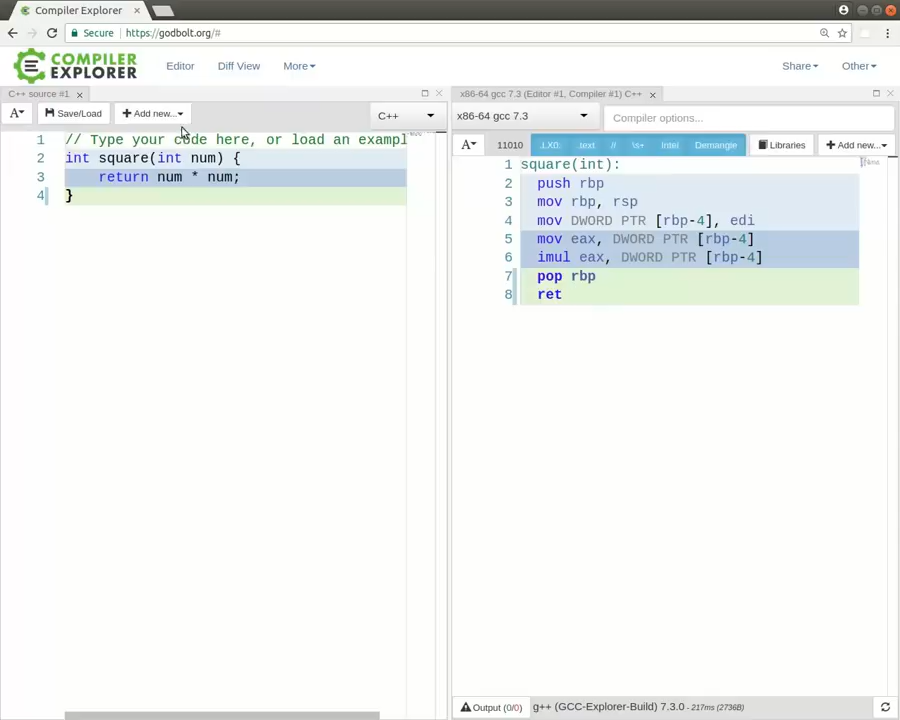 Compiler Explorer
Secure https://godbolt.org/#
COMPILER
EXPLORER
Editor Diff View More Share Other
C++ source #1
A Save/Load Add new... C++
1 // Type your code here, or load an exampl
2 int square(int num) {
3 return num * num;
4 }
x86-64 gcc 7.3 (Editor #1, Compiler #1) C++
x86-64 gcc 7.3 Compiler options...
A 11010 .LX0: .text // \s+ Intel Demangle Libraries Add new...
1 square(int):
2 push rbp
3 mov rbp, rsp
4 mov DWORD PTR [rbp-4], edi
5 mov eax, DWORD PTR [rbp-4]
6 imul eax, DWORD PTR [rbp-4]
7 pop rbp
8 ret
Output (0/0) g++ (GCC-Explorer-Build) 7.3.0 - 217ms (2736B)